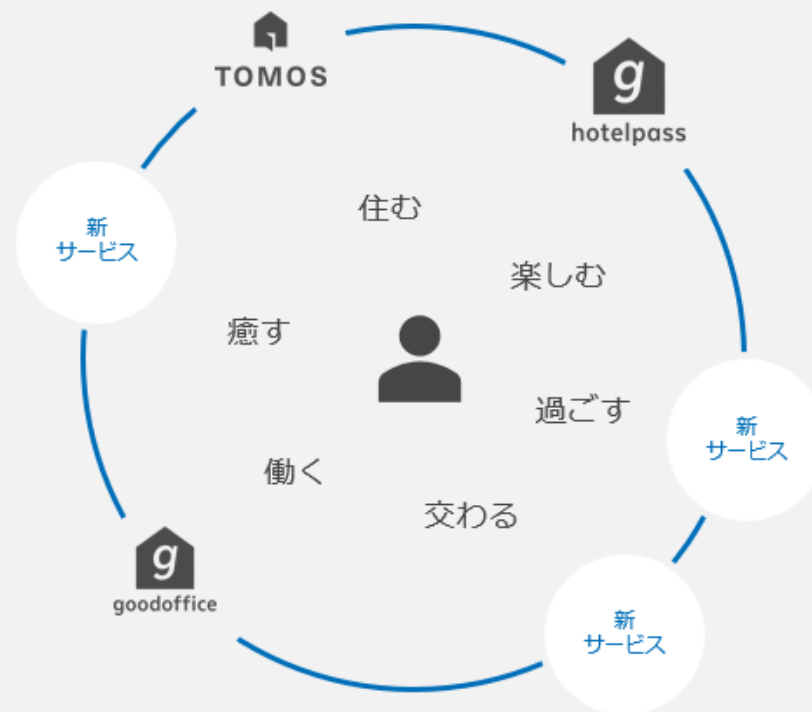 TOMOS
g
hotelpass
住む
新
サービス
楽しむ
癒す
過ごす
新
サービス
働く
交わる
g
goodoffice
新
サービス